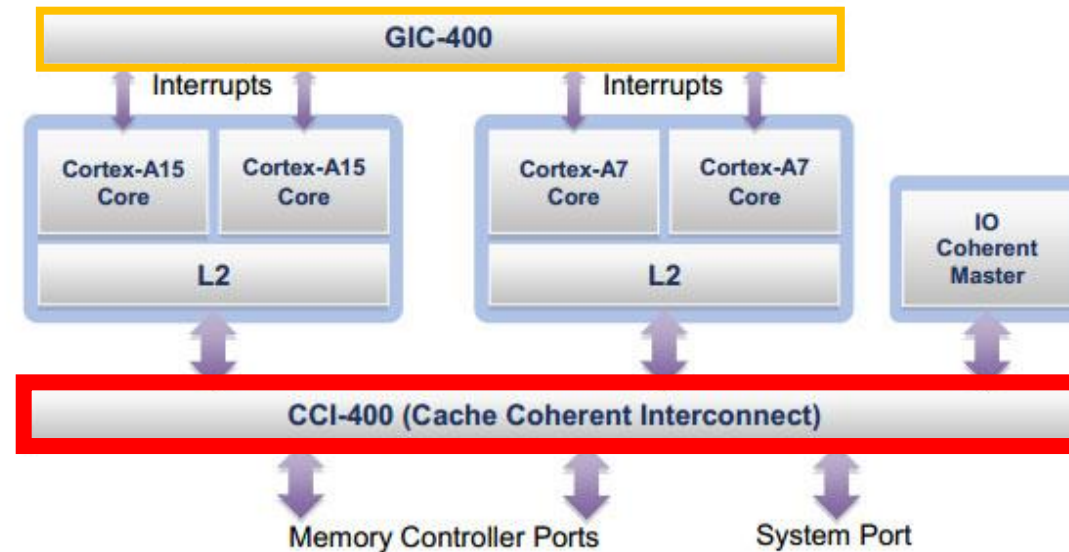 GIC-400
Interrupts
Interrupts
Cortex-A15
Core
Cortex-A15
Core
Cortex-A7
Core
Cortex-A7
Core
IO
Coherent
Master
L2
L2
CCI-400 (Cache Coherent Interconnect)
Memory Controller Ports
System Port